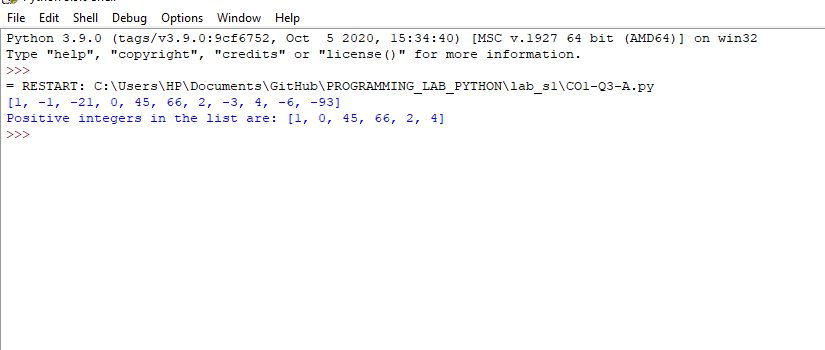 File Edit Shell Debug Options Window Help
Python 3.9.0 (tags/v3.9.0:9cf6752, Oct  5 2020, 15:34:40) [MSC v.1927 64 bit (AMD64)] on win32
Type "help", "copyright", "credits" or "license()" for more information.
>>>
= RESTART: C:\Users\HP\Documents\GitHub\PROGRAMMING_LAB_PYTHON\lab_s1\CO1-Q3-A.py
[1, -1, -21, 0, 45, 66, 2, -3, 4, -6, -93]
Positive integers in the list are: [1, 0, 45, 66, 2, 4]
>>>